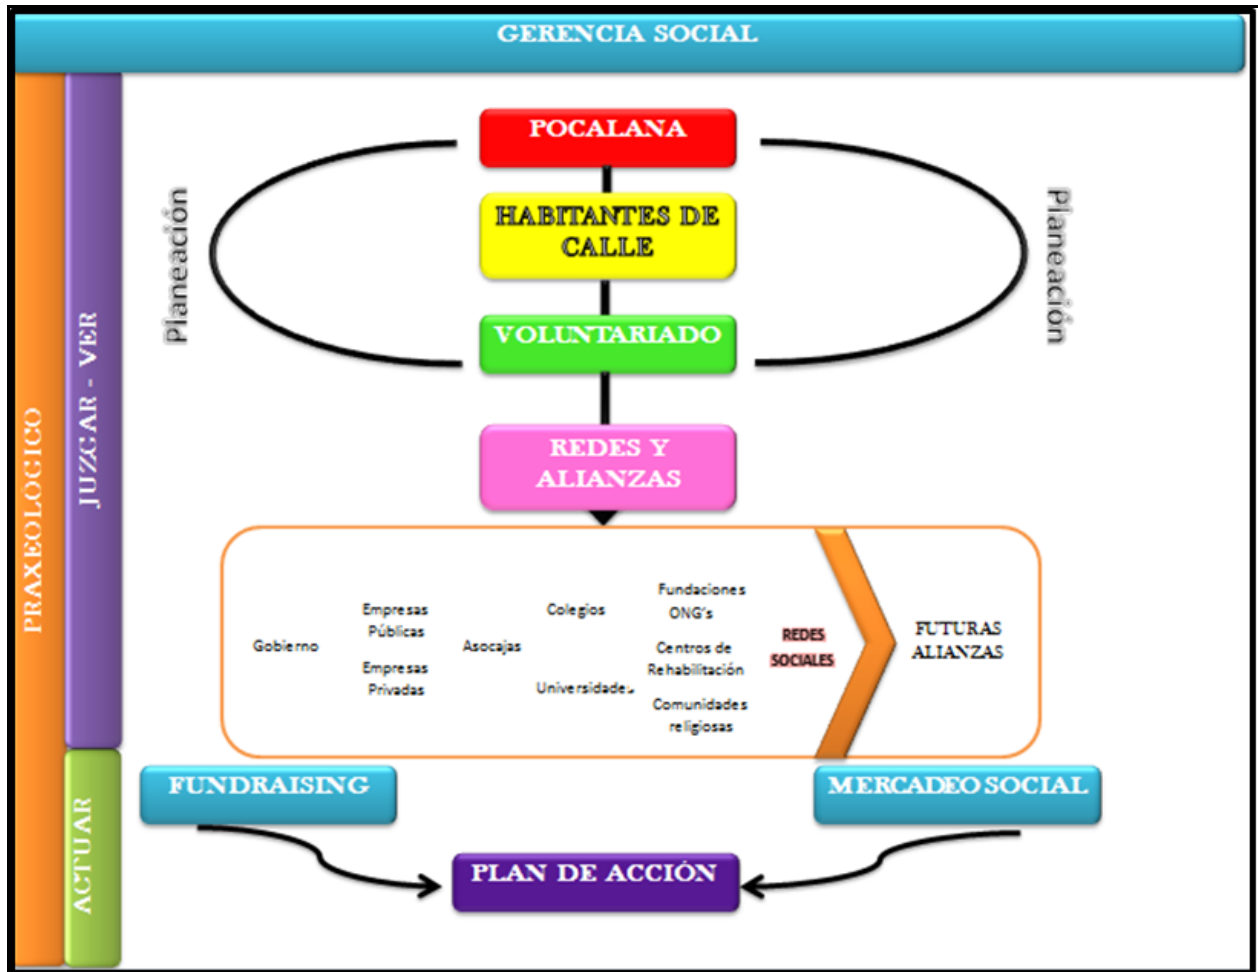 GERENCIA SOCIAL
PRAXEOLÓGICO
JUZGAR - VER
ACTUAR
POCALANA
Planeación
HABITANTES DE
CALLE
Planeación
VOLUNTARIADO
REDES Y
ALIANZAS
Gobierno
Empresas
Públicas
Empresas
Privadas
Asocajas
Colegios
Universidade
Fundaciones
ONG's
Centros de
Rehabilitación
Comunidades
religiosas
REDES
SOCIALES
FUTURAS
ALIANZAS
FUNDRAISING
MERCADEO SOCIAL
PLAN DE ACCIÓN